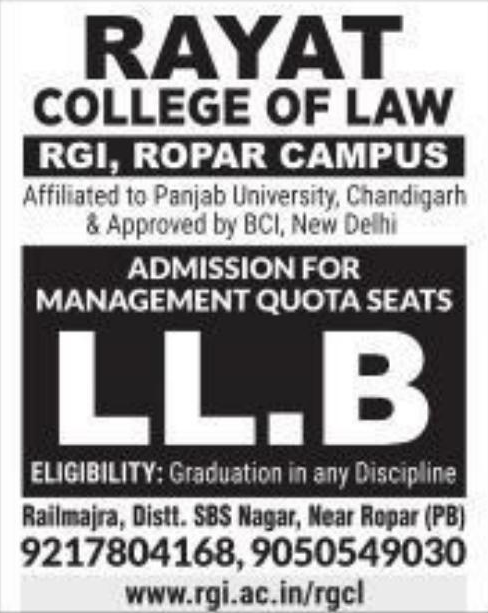 RAYAT
COLLEGE OF LAW
RGI, ROPAR CAMPUS
Affiliated to Panjab University, Chandigarh
& Approved by BCI, New Delhi
ADMISSION FOR
MANAGEMENT QUOTA SEATS
LL.B
ELIGIBILITY: Graduation in any Discipline
Railmajra, Distt. SBS Nagar, Near Ropar (PB)
9217804168, 9050549030
www.rgi.ac.in/rgcl